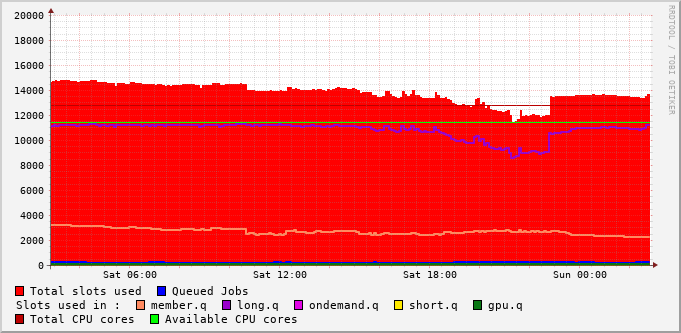 20000
18000
16000
14000
12000
10000
8000
6000
4000
2000
0
Sat 06:00 Sat 12:00 Sat 18:00 Sun 00:00
RRDTOOL / TOBI OETIKER
Total slots used Queued Jobs
Slots used in : member.q long.q ondemand.q short.q gpu.q
Total CPU cores Available CPU cores